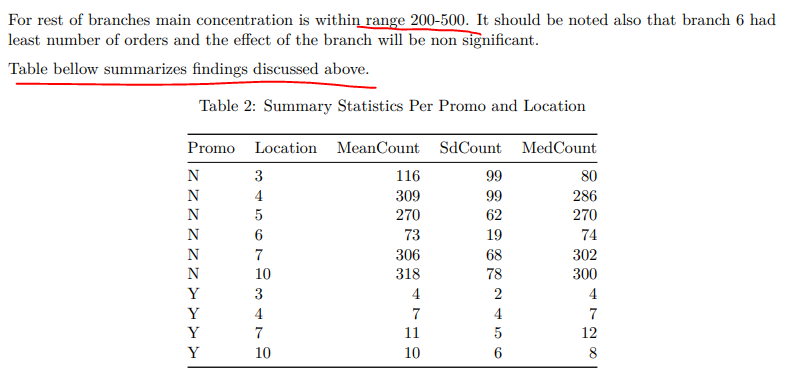 For rest of branches main concentration is within range 200-500. It should be noted also that branch 6 had
least number of orders and the effect of the branch will be non significant.
Table bellow summarizes findings discussed above.
Table 2: Summary Statistics Per Promo and Location
Promo Location MeanCount SdCount MedCount
N 3 116 99 80
N 4 309 99 286
N 5 270 62 270
N 6 73 19 74
N 7 306 68 302
N 10 318 78 300
Y 3 4 2 4
Y 4 7 4 7
Y 7 11 5 12
Y 10 10 6 8